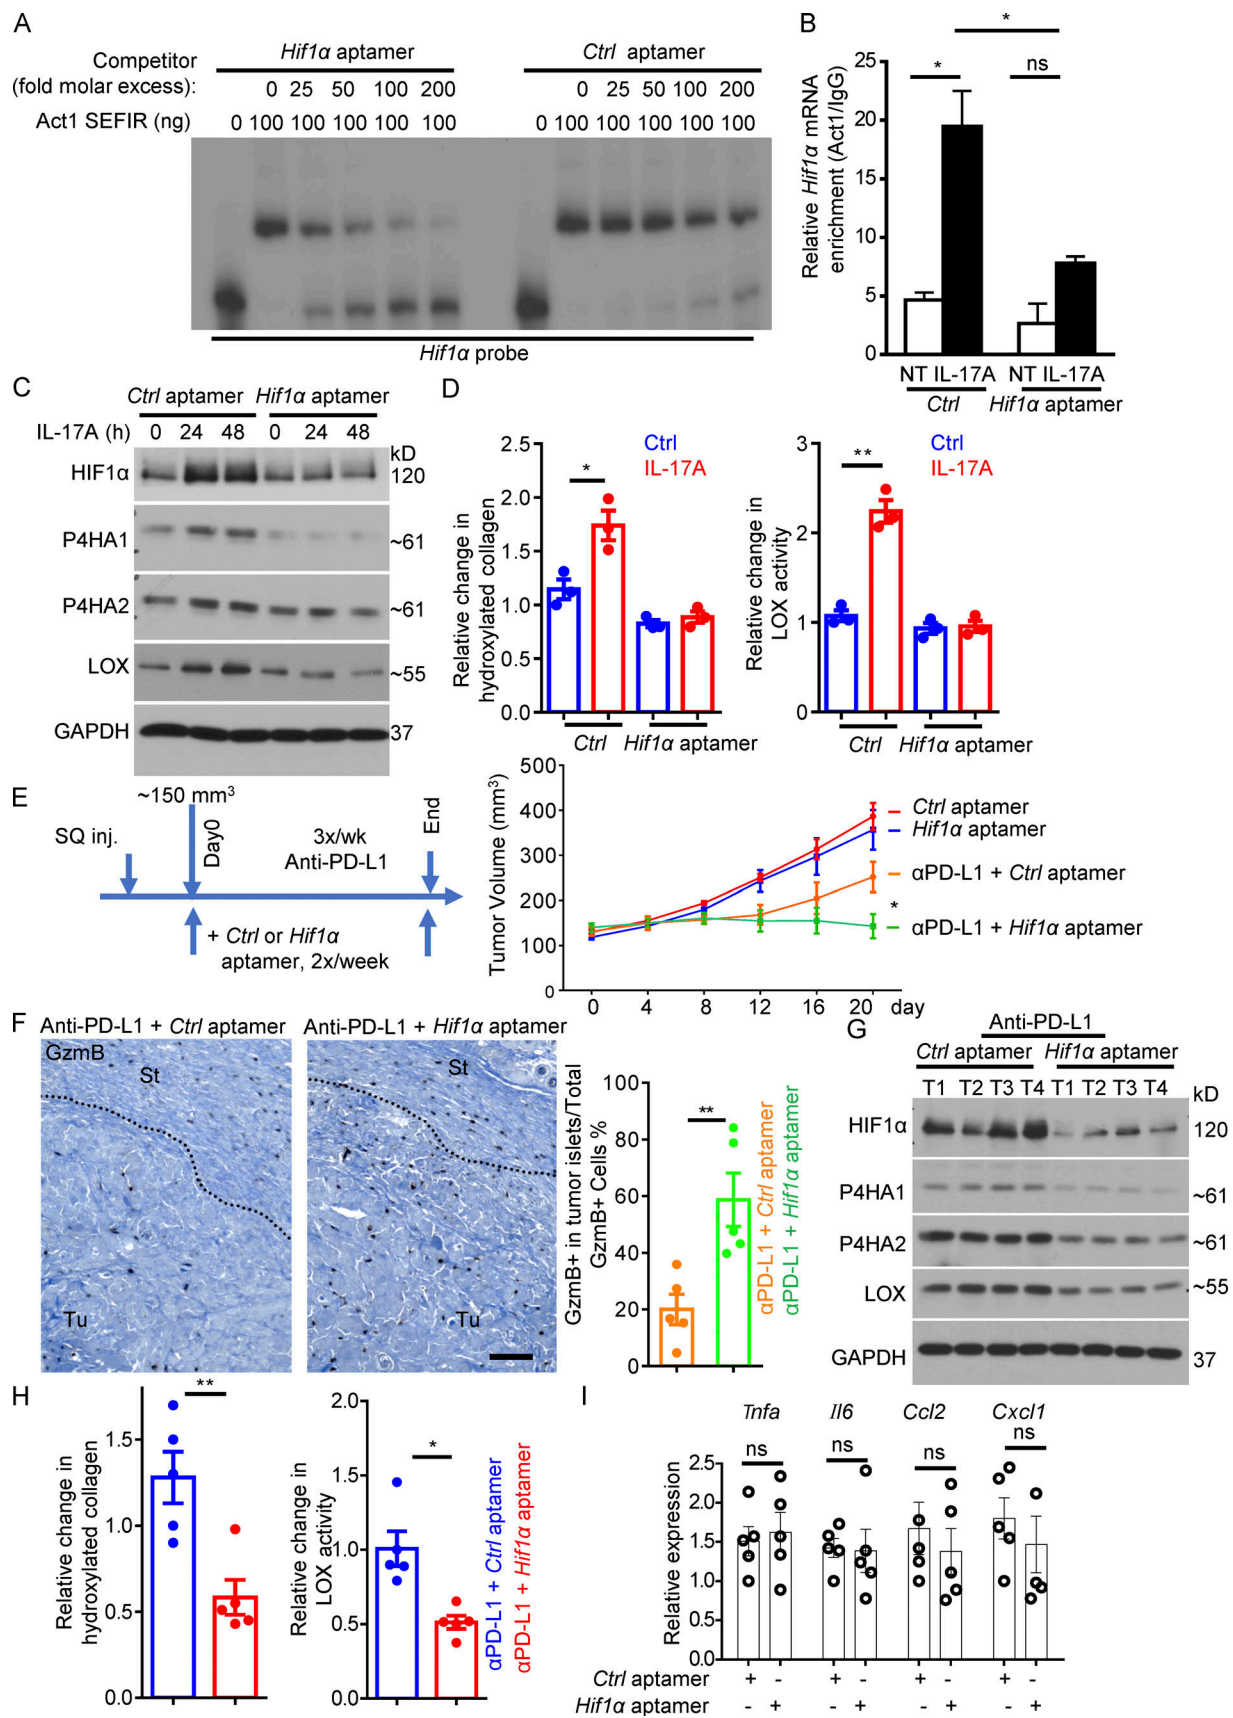 A
Competitor
(fold molar excess):
Hif1α aptamer
Ctrl aptamer
0 25 50 100 200
0 25 50 100 200
Act1 SEFIR (ng)
0 100 100 100 100 100
0 100 100 100 100 100
Hif1α probe
B
Relative Hif1α mRNA
enrichment (Act1/IgG)
25
20
15
10
5
0
*
*
ns
NT IL-17A NT IL-17A
Ctrl Hif1α aptamer
C
Ctrl aptamer Hif1α aptamer
IL-17A (h) 0 24 48 0 24 48
kD
HIF1α 120
P4HA1 ~61
P4HA2 ~61
LOX ~55
GAPDH 37
D
Relative change in
hydroxylated collagen
2.5
2.0
1.5
1.0
0.5
0.0
*
Ctrl
IL-17A
Ctrl Hif1α aptamer
Relative change in
LOX activity
3
2
1
0
**
Ctrl
IL-17A
Ctrl Hif1α aptamer
E
~150 mm3
SQ inj.
Day0
3x/wk
Anti-PD-L1
End
+ Ctrl or Hif1α
aptamer, 2x/week
Tumor Volume (mm3)
500
400
300
200
100
0
0 4 8 12 16 20 day
Ctrl aptamer
Hif1α aptamer
αPD-L1 + Ctrl aptamer
*
αPD-L1 + Hif1α aptamer
F
Anti-PD-L1 + Ctrl aptamer
Anti-PD-L1 + Hif1α aptamer
GzmB
St
Tu
St
Tu
GzmB+ in tumor islets/Total
GzmB+ Cells %
100
80
60
40
20
0
**
αPD-L1 + Ctrl aptamer
αPD-L1 + Hif1α aptamer
G
Anti-PD-L1
Ctrl aptamer Hif1α aptamer
T1 T2 T3 T4 T1 T2 T3 T4
kD
HIF1α 120
P4HA1 ~61
P4HA2 ~61
LOX ~55
GAPDH 37
H
Relative change in
hydroxylated collagen
1.5
1.0
0.5
0.0
**
Relative change in
LOX activity
2.0
1.5
1.0
0.5
0.0
*
αPD-L1 + Ctrl aptamer
αPD-L1 + Hif1α aptamer
I
Tnfa Il6 Ccl2 Cxcl1
ns ns ns ns
Relative expression
2.5
2.0
1.5
1.0
0.5
0.0
Ctrl aptamer + - + - + - + -
Hif1α aptamer - + - + - + - +